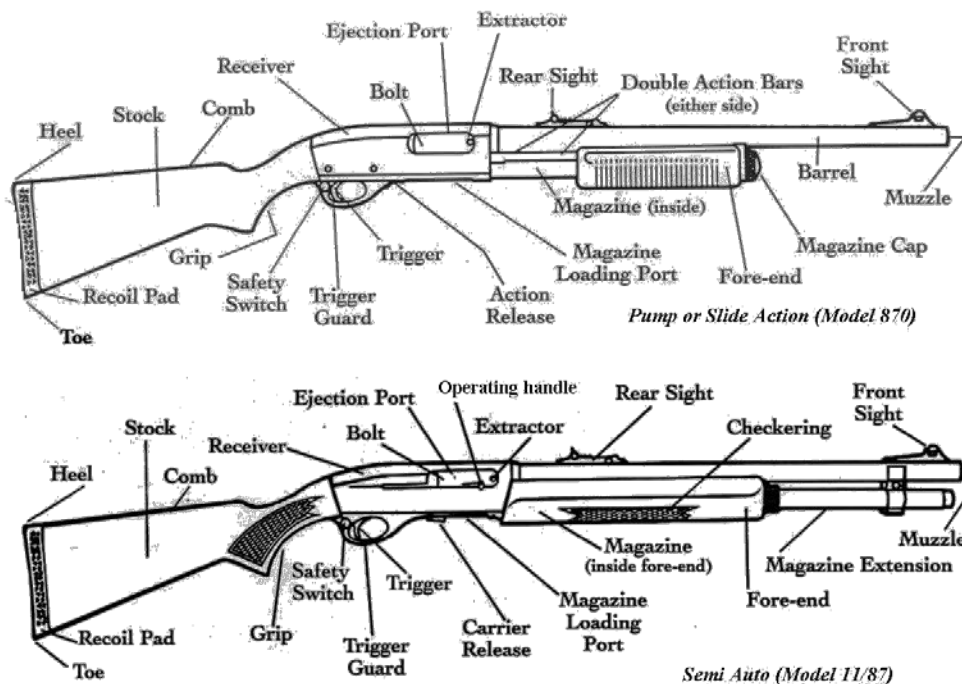 Extractor
Ejection Port
Front
Sight
Receiver
Rear Sight
Double Action Bars
(either side)
Bolt
Comb
Stock
Heel
Barrel
Muzzle
Magazine (inside)
Grip
Trigger
Magazine
Loading Port
Magazine Cap
Safety
Switch
Fore-end
Recoil Pad
Trigger
Guard
Action
Release
Toe
Pump or Slide Action (Model 870)
Operating handle
Ejection Port
Rear Sight
Front
Sight
Stock
Bolt
Extractor
Checkering
Receiver
Heel
Comb
Muzzle
Magazine
(inside fore-end)
Magazine Extension
Safety
Switch
Trigger
Magazine
Loading
Port
Fore-end
Recoil Pad
Grip
Carrier
Release
Trigger
Guard
Toe
Semi Auto (Model 11/87)